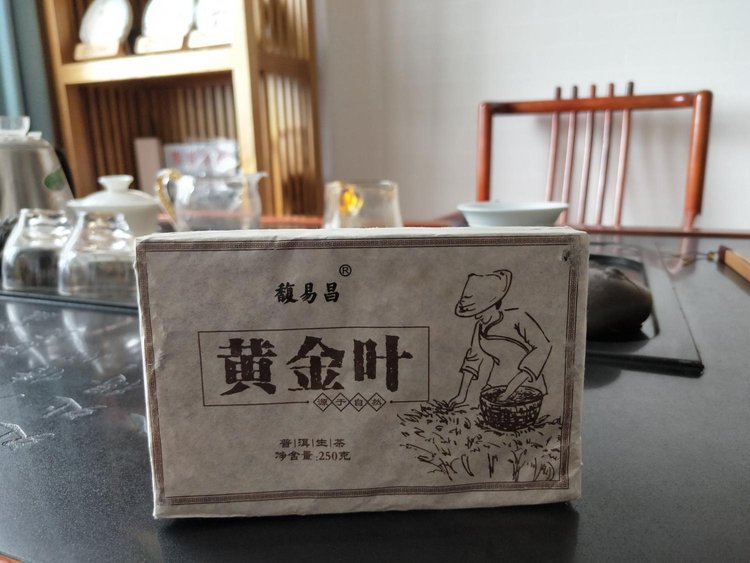 馥易昌®
黄金叶
源于自然
普|洱|生|茶
净含量:250克